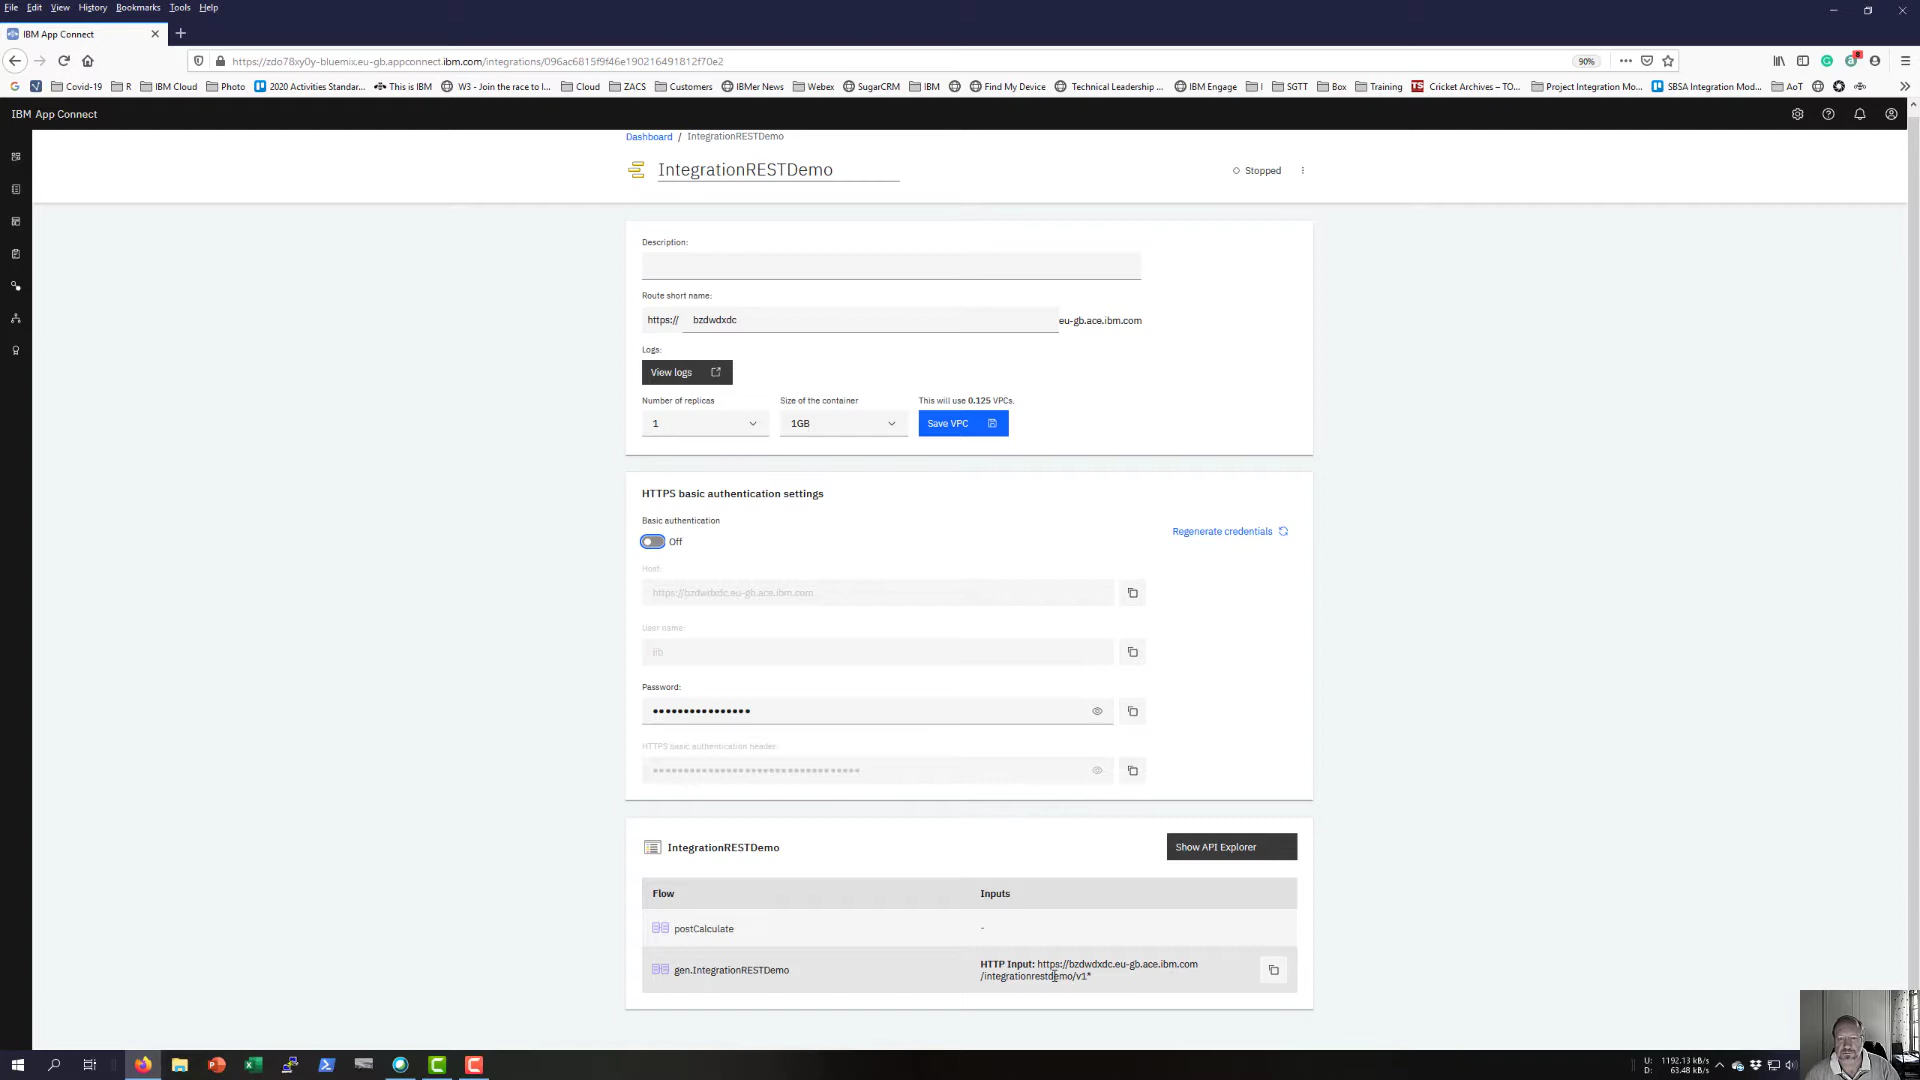 File Edit View History Bookmarks Tools Help
IBM App Connect
https://zdo78xy0y-bluemix.eu-gb.appconnect.ibm.com/integrations/096ac6815f9f46e190216491812f70e2
90%
8
Covid-19 R IBM Cloud Photo 2020 Activities Standar... This is IBM W3 - Join the race to I... Cloud ZACS Customers IBMer News Webex SugarCRM IBM Find My Device Technical Leadership ... IBM Engage I SGTT Box Training Cricket Archives – TO... Project Integration Mo... SBSA Integration Mod... AoT
IBM App Connect
Dashboard / IntegrationRESTDemo
IntegrationRESTDemo
Stopped
Description:
Route short name:
https:// bzdwdxdc eu-gb.ace.ibm.com
Logs:
View logs
Number of replicas Size of the container This will use 0.125 VPCs.
1 1GB Save VPC
HTTPS basic authentication settings
Basic authentication
Off
Regenerate credentials
Host:
https://bzdwdxdc.eu-gb.ace.ibm.com
User name:
iib
Password:
••••••••••••••••
HTTPS basic authentication header:
IntegrationRESTDemo
Show API Explorer
Flow Inputs
postCalculate -
gen.IntegrationRESTDemo
HTTP Input: https://bzdwdxdc.eu-gb.ace.ibm.com
/integrationrestdemo/v1*
U: 1192.13 kB/s
D: 63.48 kB/s